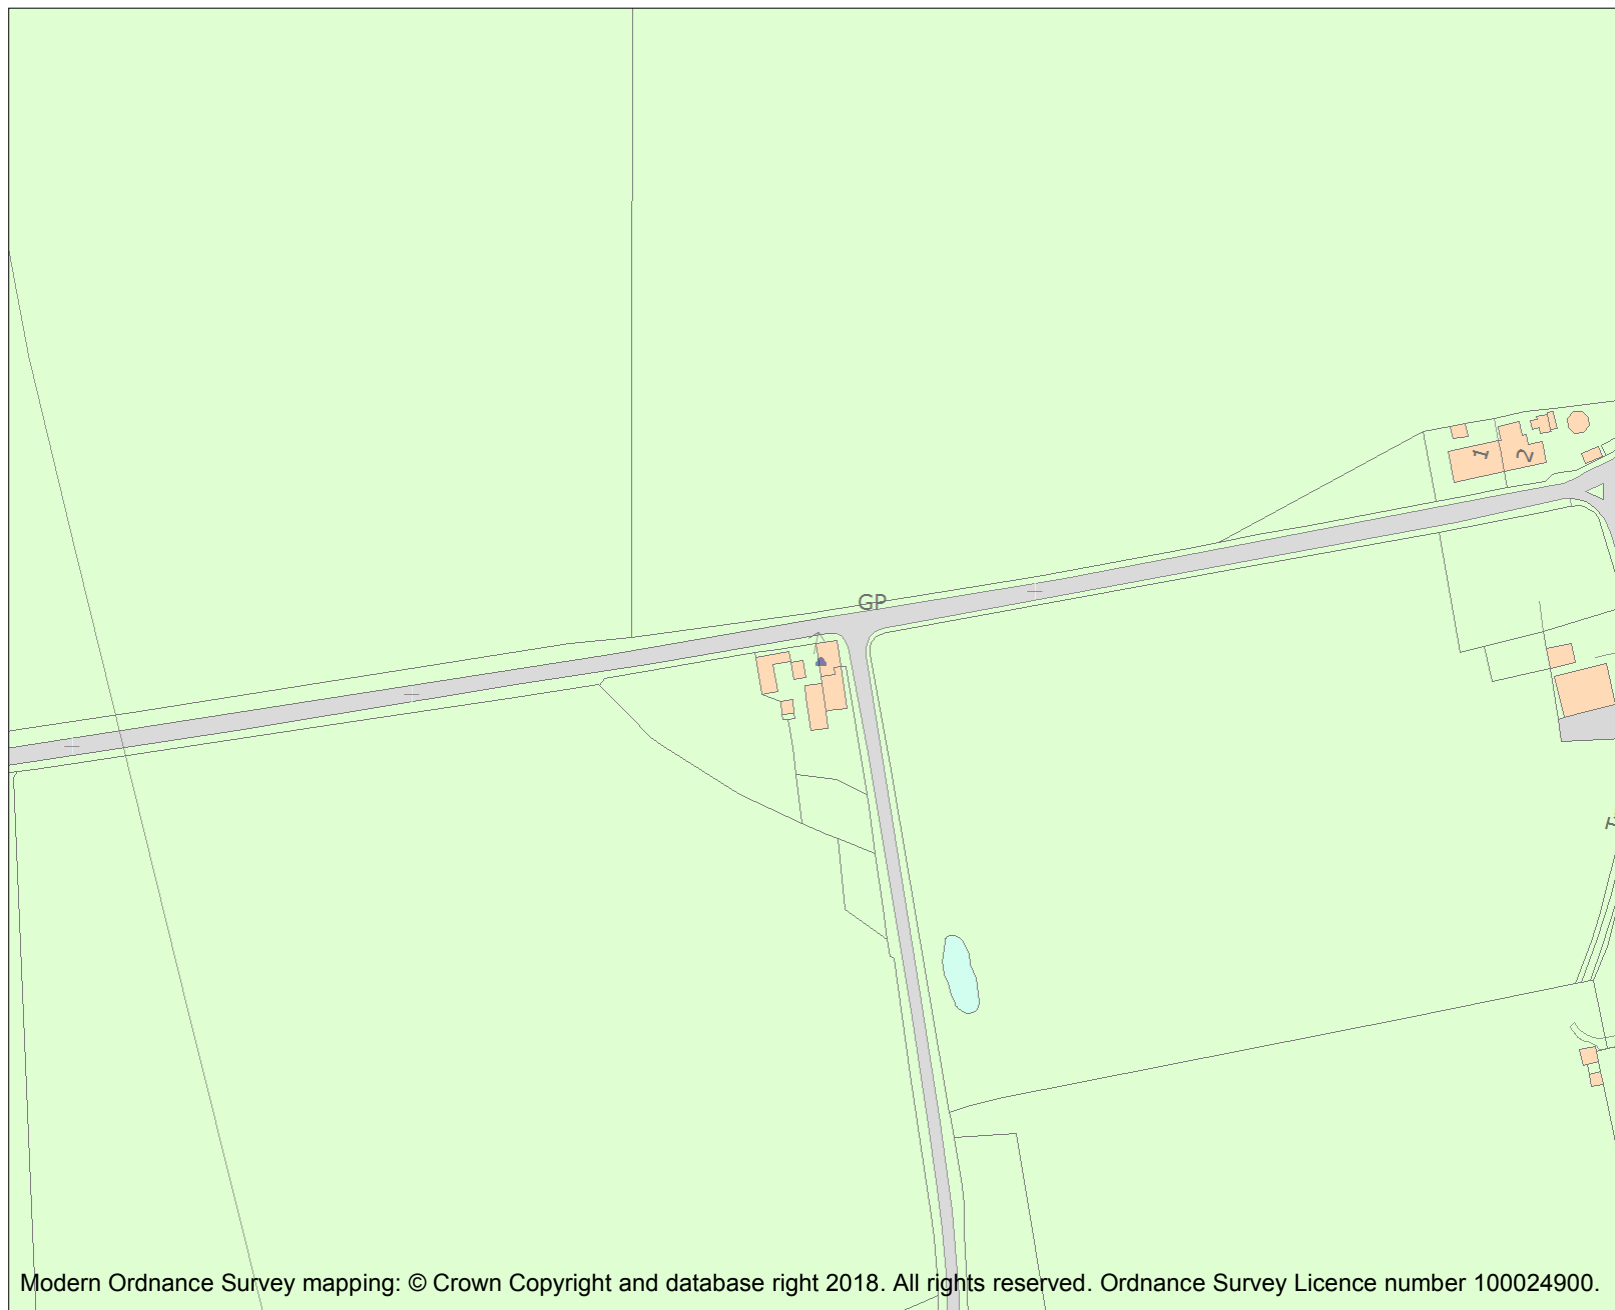 1
2
GP
Modern Ordnance Survey mapping: © Crown Copyright and database right 2018. All rights reserved. Ordnance Survey Licence number 100024900.